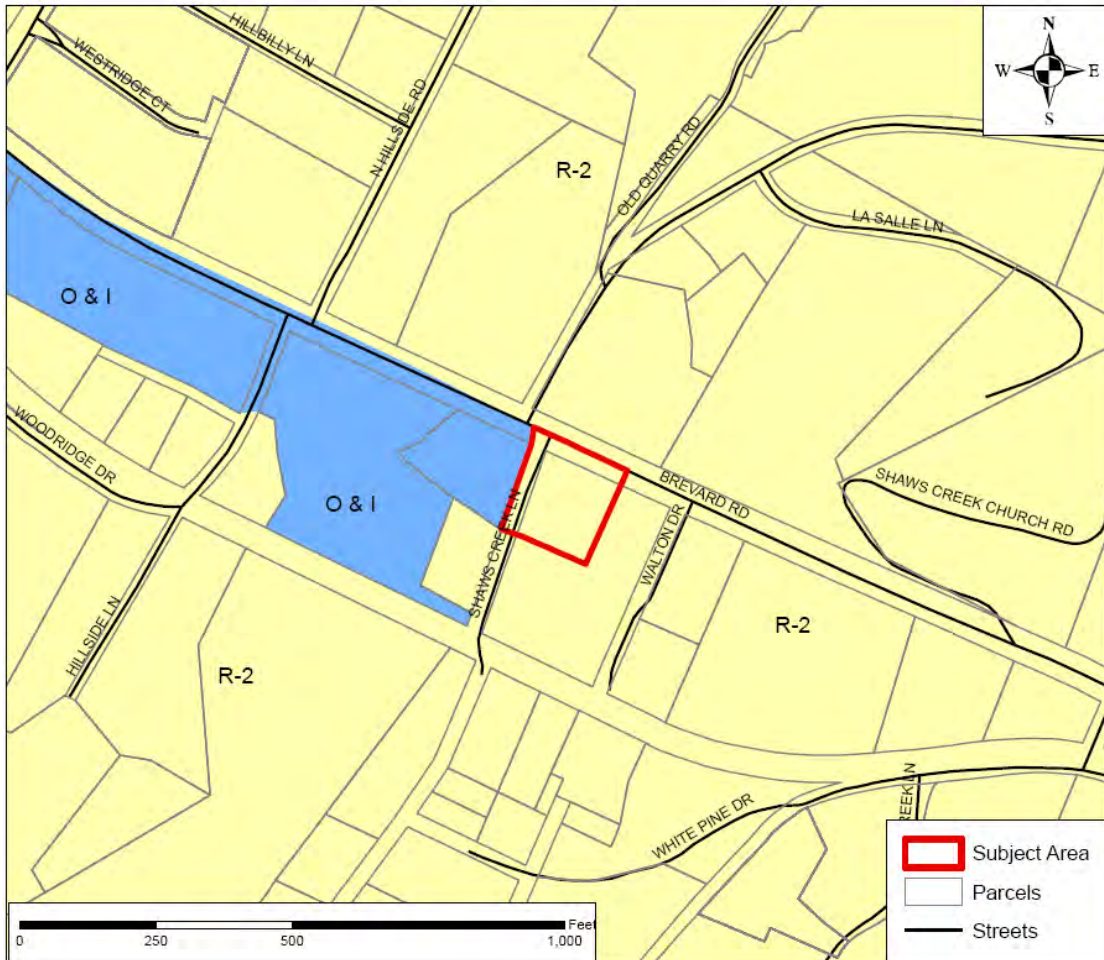 HILLBILLY LN
N
W E
S
WESTRIDGE CT
N HILLSIDE RD
R-2
OLD QUARRY RD
LA SALLE LN
O & I
WOODRIDGE DR
BREVARD RD
SHAWS CREEK CHURCH RD
O & I
SHAWS CREEK LN
WALTON DR
HILLSIDE LN
R-2
R-2
WHITE PINE DR
REEK LN
Subject Area
Parcels
Streets
Feet
0 250 500 1,000